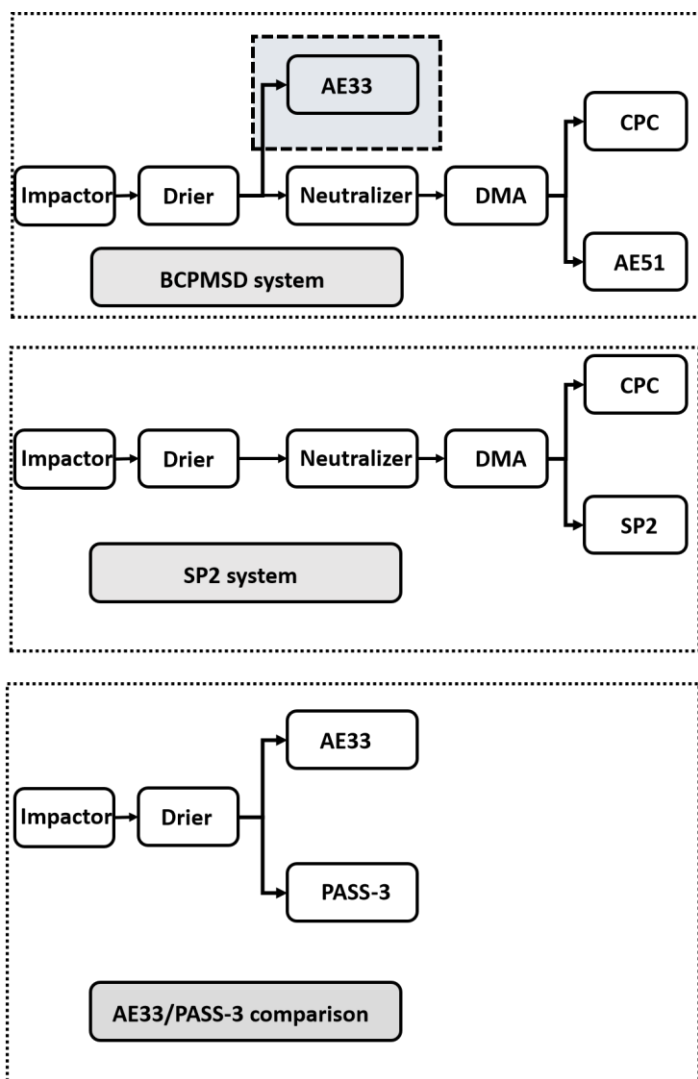 AE33
CPC
Impactor
Drier
Neutralizer
DMA
AE51
BCPMSD system
CPC
Impactor
Drier
Neutralizer
DMA
SP2
SP2 system
AE33
Impactor
Drier
PASS-3
AE33/PASS-3 comparison